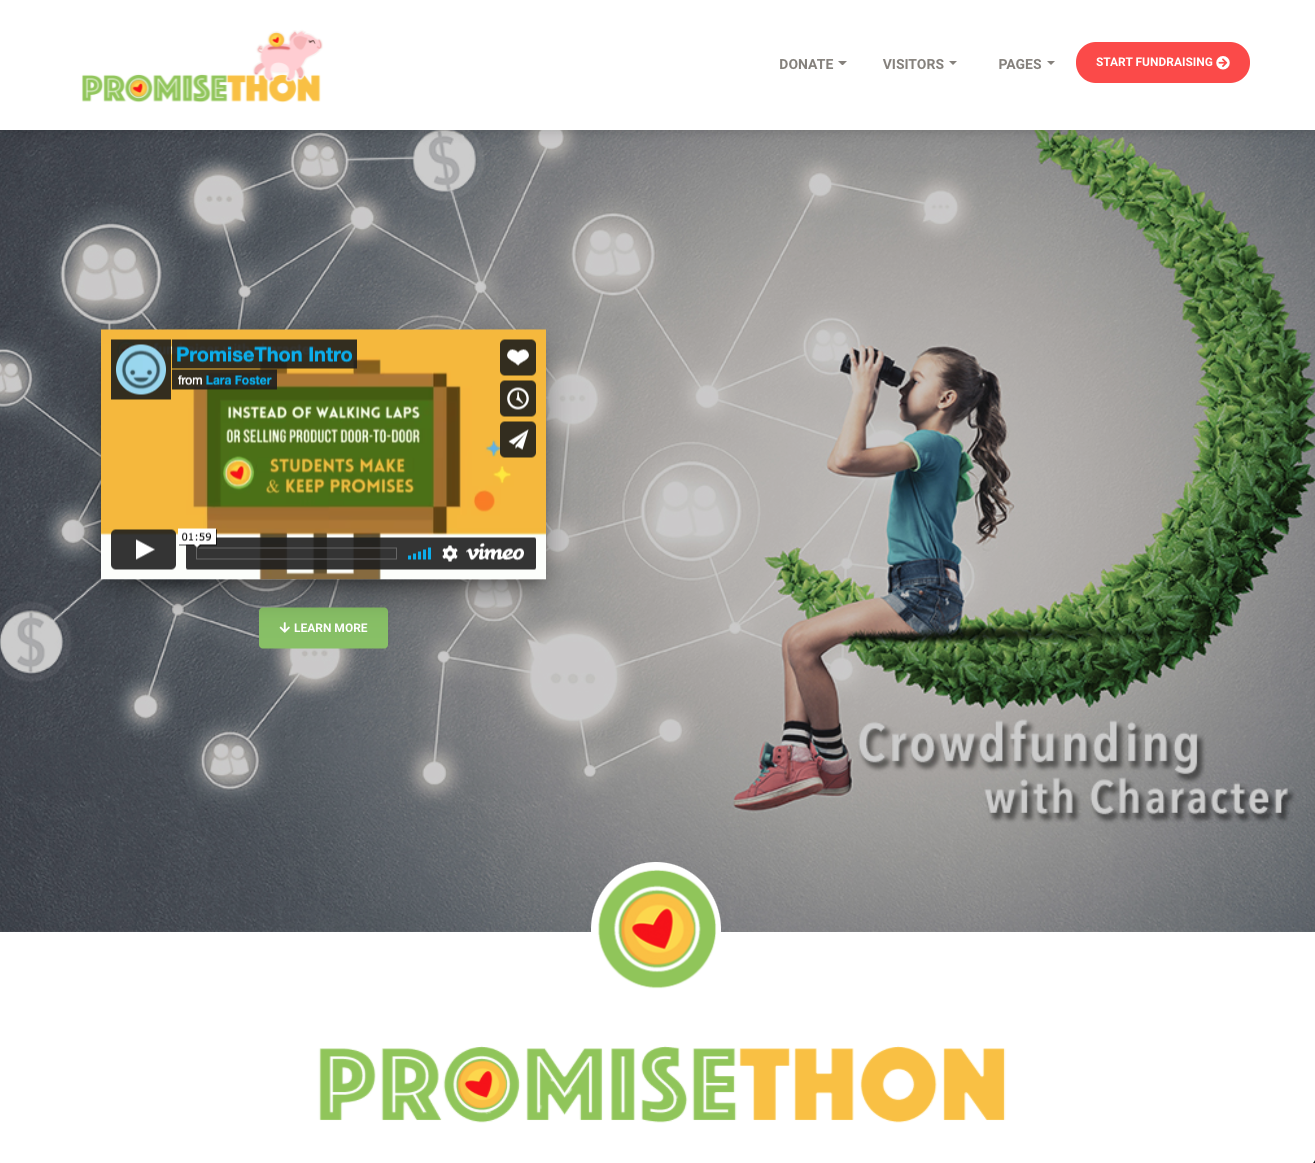 PROMISETHON
DONATE
VISITORS
PAGES
START FUNDRAISING
PromiseThon Intro
from Lara Foster
INSTEAD OF WALKING LAPS
OR SELLING PRODUCT DOOR-TO-DOOR
STUDENTS MAKE
& KEEP PROMISES
01:59
vimeo
LEARN MORE
$
$
Crowdfunding
with Character
PROMISETHON